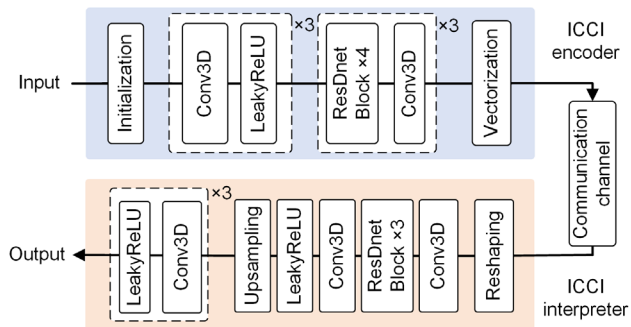 Input
Initialization
Conv3D
LeakyReLU
×3
ResDnet
Block ×4
Conv3D
×3
Vectorization
ICCI
encoder
Communication
channel
Output
LeakyReLU
Conv3D
×3
Upsampling
LeakyReLU
Conv3D
ResDnet
Block ×3
Conv3D
Reshaping
ICCI
interpreter